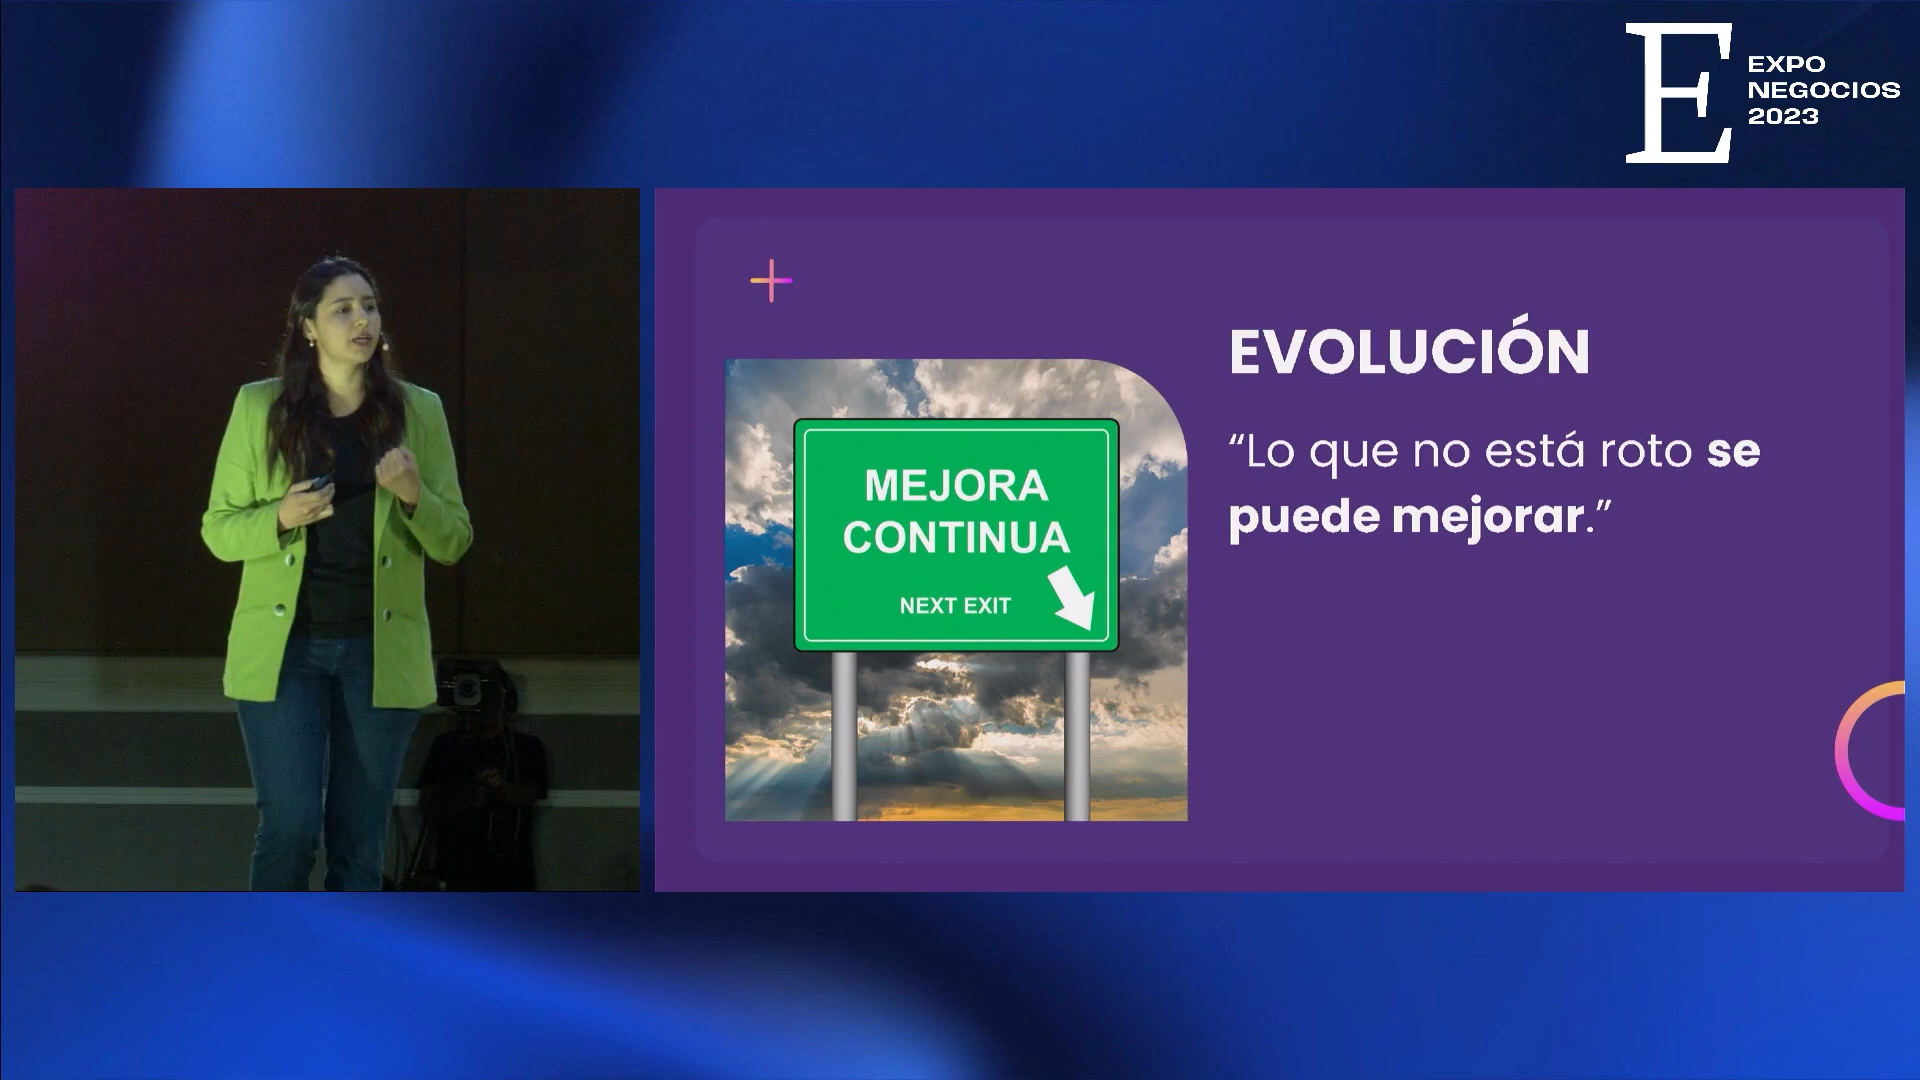 E
EXPO
NEGOCIOS
2023
MEJORA
CONTINUA
NEXT EXIT
EVOLUCIÓN
“Lo que no está roto se
puede mejorar.”